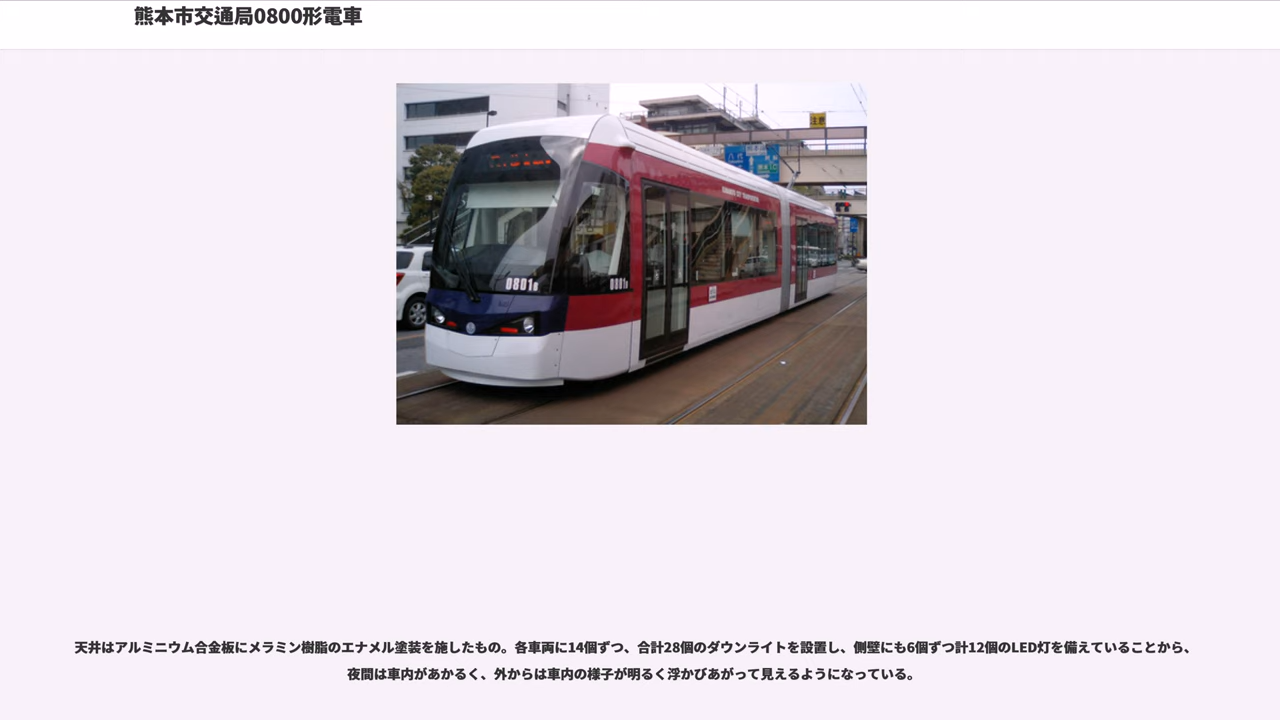 熊本市交通局0800形電車
注意
0801B
0801B
天井はアルミニウム合金板にメラミン樹脂のエナメル塗装を施したもの。各車両に14個ずつ、合計28個のダウンライトを設置し、側壁にも6個ずつ計12個のLED灯を備えていることから、
夜間は車内があかるく、外からは車内の様子が明るく浮かびあがって見えるようになっている。